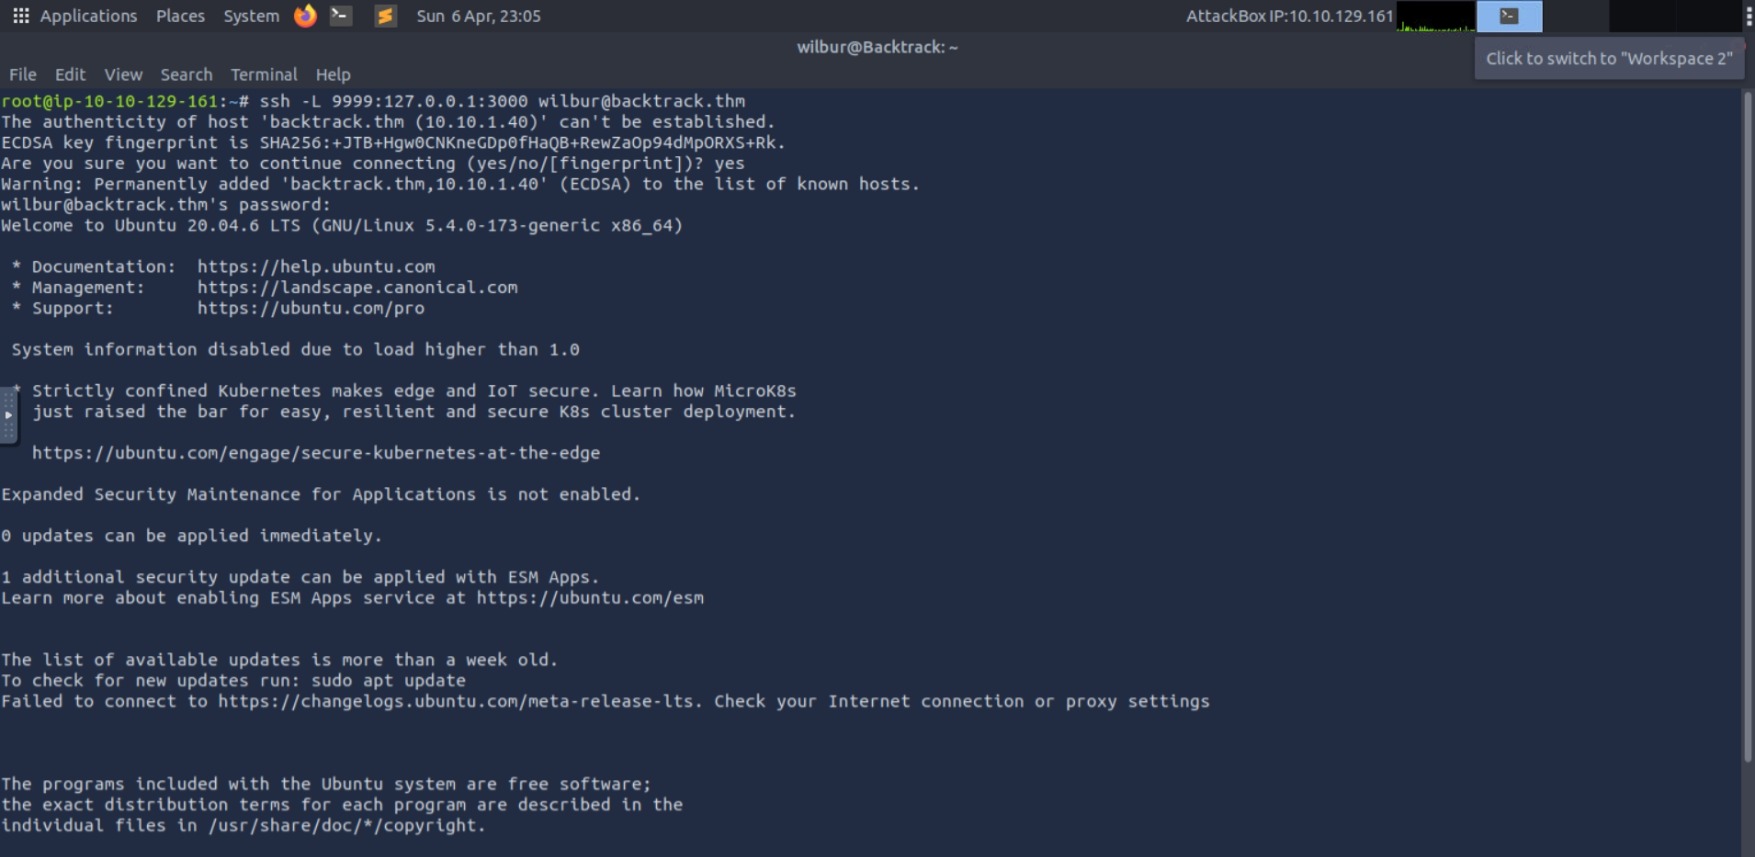 Applications Places System Sun 6 Apr, 23:05 AttackBox IP:10.10.129.161
wilbur@Backtrack: ~
Click to switch to "Workspace 2"
File Edit View Search Terminal Help
root@ip-10-10-129-161:~# ssh -L 9999:127.0.0.1:3000 wilbur@backtrack.thm
The authenticity of host 'backtrack.thm (10.10.1.40)' can't be established.
ECDSA key fingerprint is SHA256:+JTB+Hgw0CNKneGDp0fHaQB+RewZaOp94dMpORXS+Rk.
Are you sure you want to continue connecting (yes/no/[fingerprint])? yes
Warning: Permanently added 'backtrack.thm,10.10.1.40' (ECDSA) to the list of known hosts.
wilbur@backtrack.thm's password:
Welcome to Ubuntu 20.04.6 LTS (GNU/Linux 5.4.0-173-generic x86_64)
* Documentation: https://help.ubuntu.com
* Management: https://landscape.canonical.com
* Support: https://ubuntu.com/pro
System information disabled due to load higher than 1.0
* Strictly confined Kubernetes makes edge and IoT secure. Learn how MicroK8s
just raised the bar for easy, resilient and secure K8s cluster deployment.
https://ubuntu.com/engage/secure-kubernetes-at-the-edge
Expanded Security Maintenance for Applications is not enabled.
0 updates can be applied immediately.
1 additional security update can be applied with ESM Apps.
Learn more about enabling ESM Apps service at https://ubuntu.com/esm
The list of available updates is more than a week old.
To check for new updates run: sudo apt update
Failed to connect to https://changelogs.ubuntu.com/meta-release-lts. Check your Internet connection or proxy settings
The programs included with the Ubuntu system are free software;
the exact distribution terms for each program are described in the
individual files in /usr/share/doc/*/copyright.